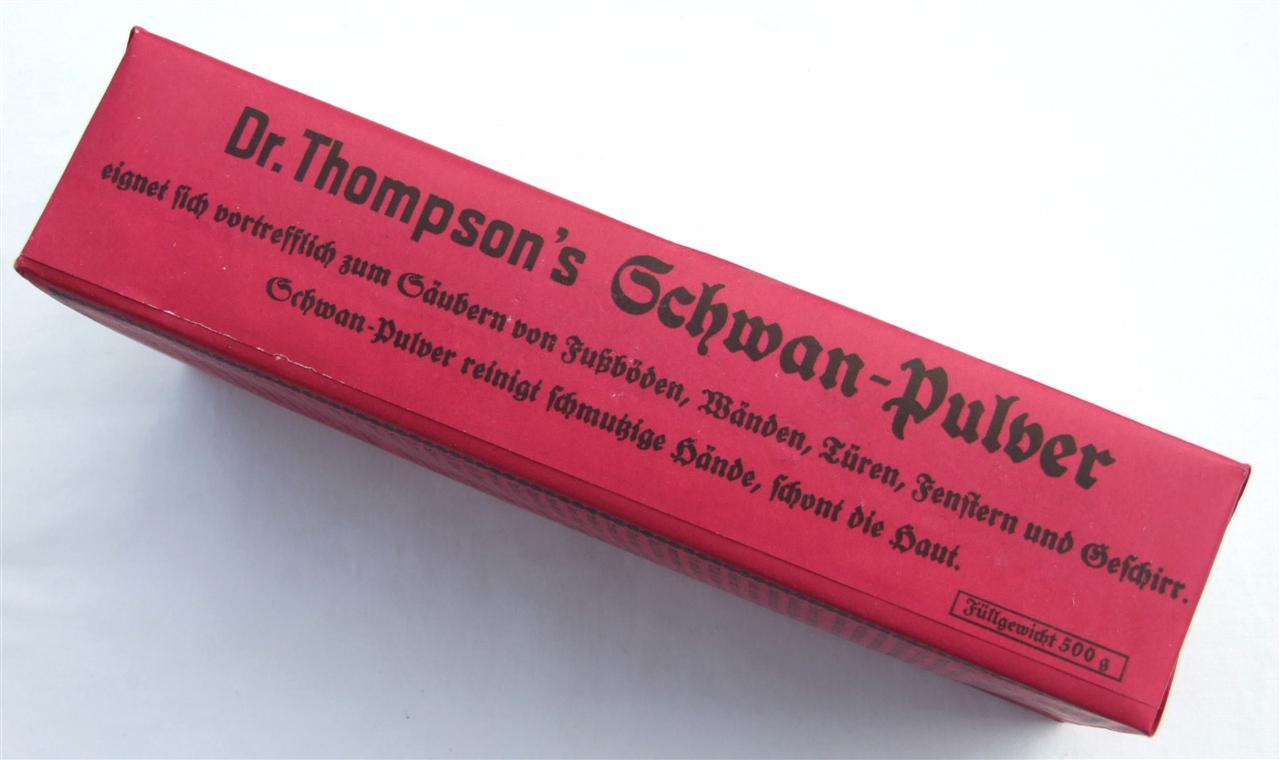 Dr. Thompson's Schwan-Pulver
eignet sich vortrefflich zum Säubern von Fußböden, Wänden, Türen, Fenstern und Geschirr.
Schwan-Pulver reinigt schmutzige Hände, schont die Haut.
Füllgewicht 500 g